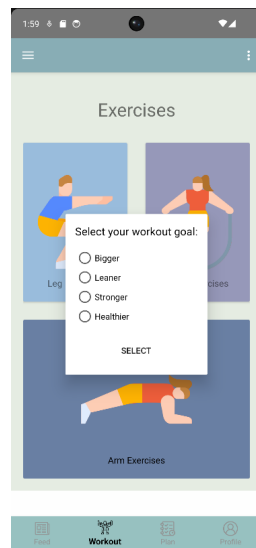 1:59
Exercises
Select your workout goal:
Bigger
Leaner
Stronger
Healthier
SELECT
Leg
cises
Arm Exercises
Feed
Workout
Plan
Profile